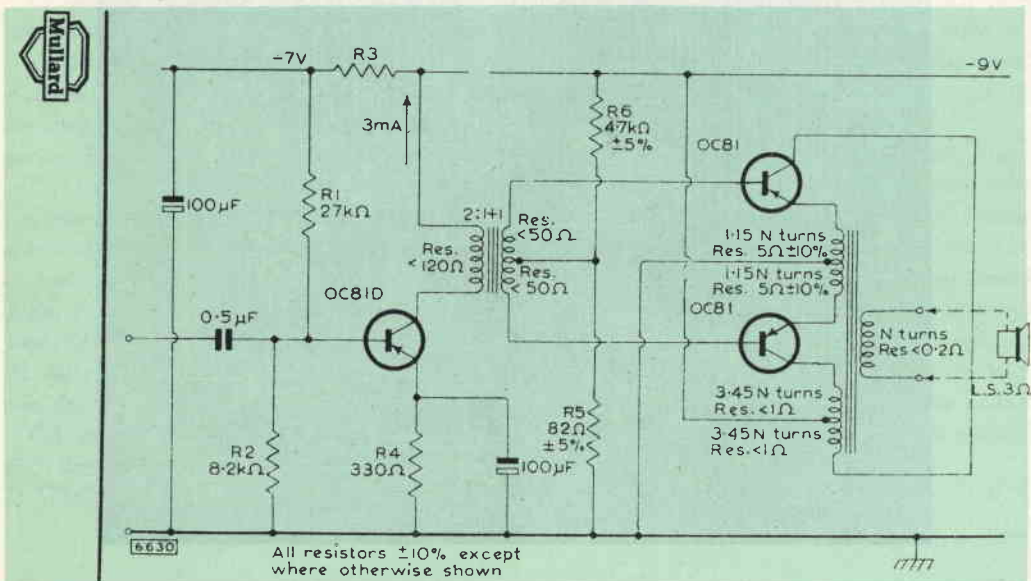 Mullard
-7V
R3
-9V
3mA
R6
47kΩ
±5%
OC81
100μF
R1
27kΩ
2:1+1
Res.
<50Ω
Res.
<120Ω
Res.
<50Ω
1·15 N turns
Res. 5Ω±10%
1·15 N turns
Res. 5Ω±10%
OC81D
OC81
0·5μF
N turns
Res<0·2Ω
L.S.3Ω
3·45 N turns
Res.<1Ω
3·45 N turns
Res.<1Ω
R2
8·2kΩ
R4
330Ω
100μF
R5
82Ω
±5%
6630
All resistors ±10% except
where otherwise shown